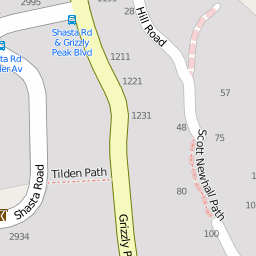 2995
Shasta Rd
& Grizzly
Peak Blvd
Hill Road
1211
Shasta Rd
1221
57
1231
48
75
Scott Newhall Path
Tilden Path
Shasta Road
80
Grizzly
2934
100